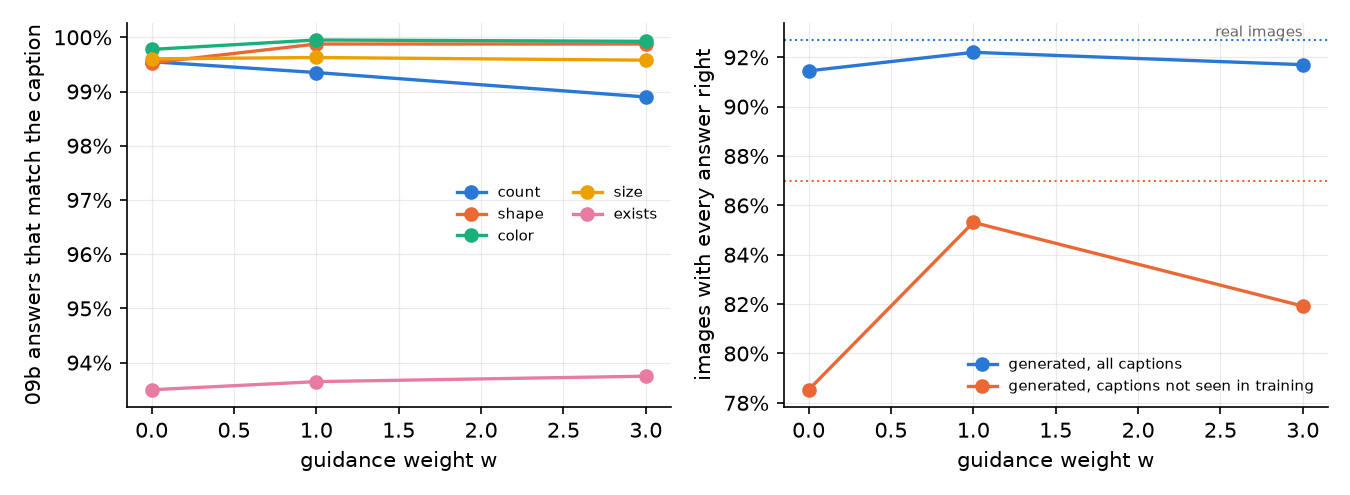 09b answers that match the caption
100%
99%
98%
97%
96%
95%
94%
count
shape
color
size
exists
0.0 0.5 1.0 1.5 2.0 2.5 3.0
guidance weight w
images with every answer right
real images
92%
90%
88%
86%
84%
82%
80%
78%
generated, all captions
generated, captions not seen in training
0.0 0.5 1.0 1.5 2.0 2.5 3.0
guidance weight w